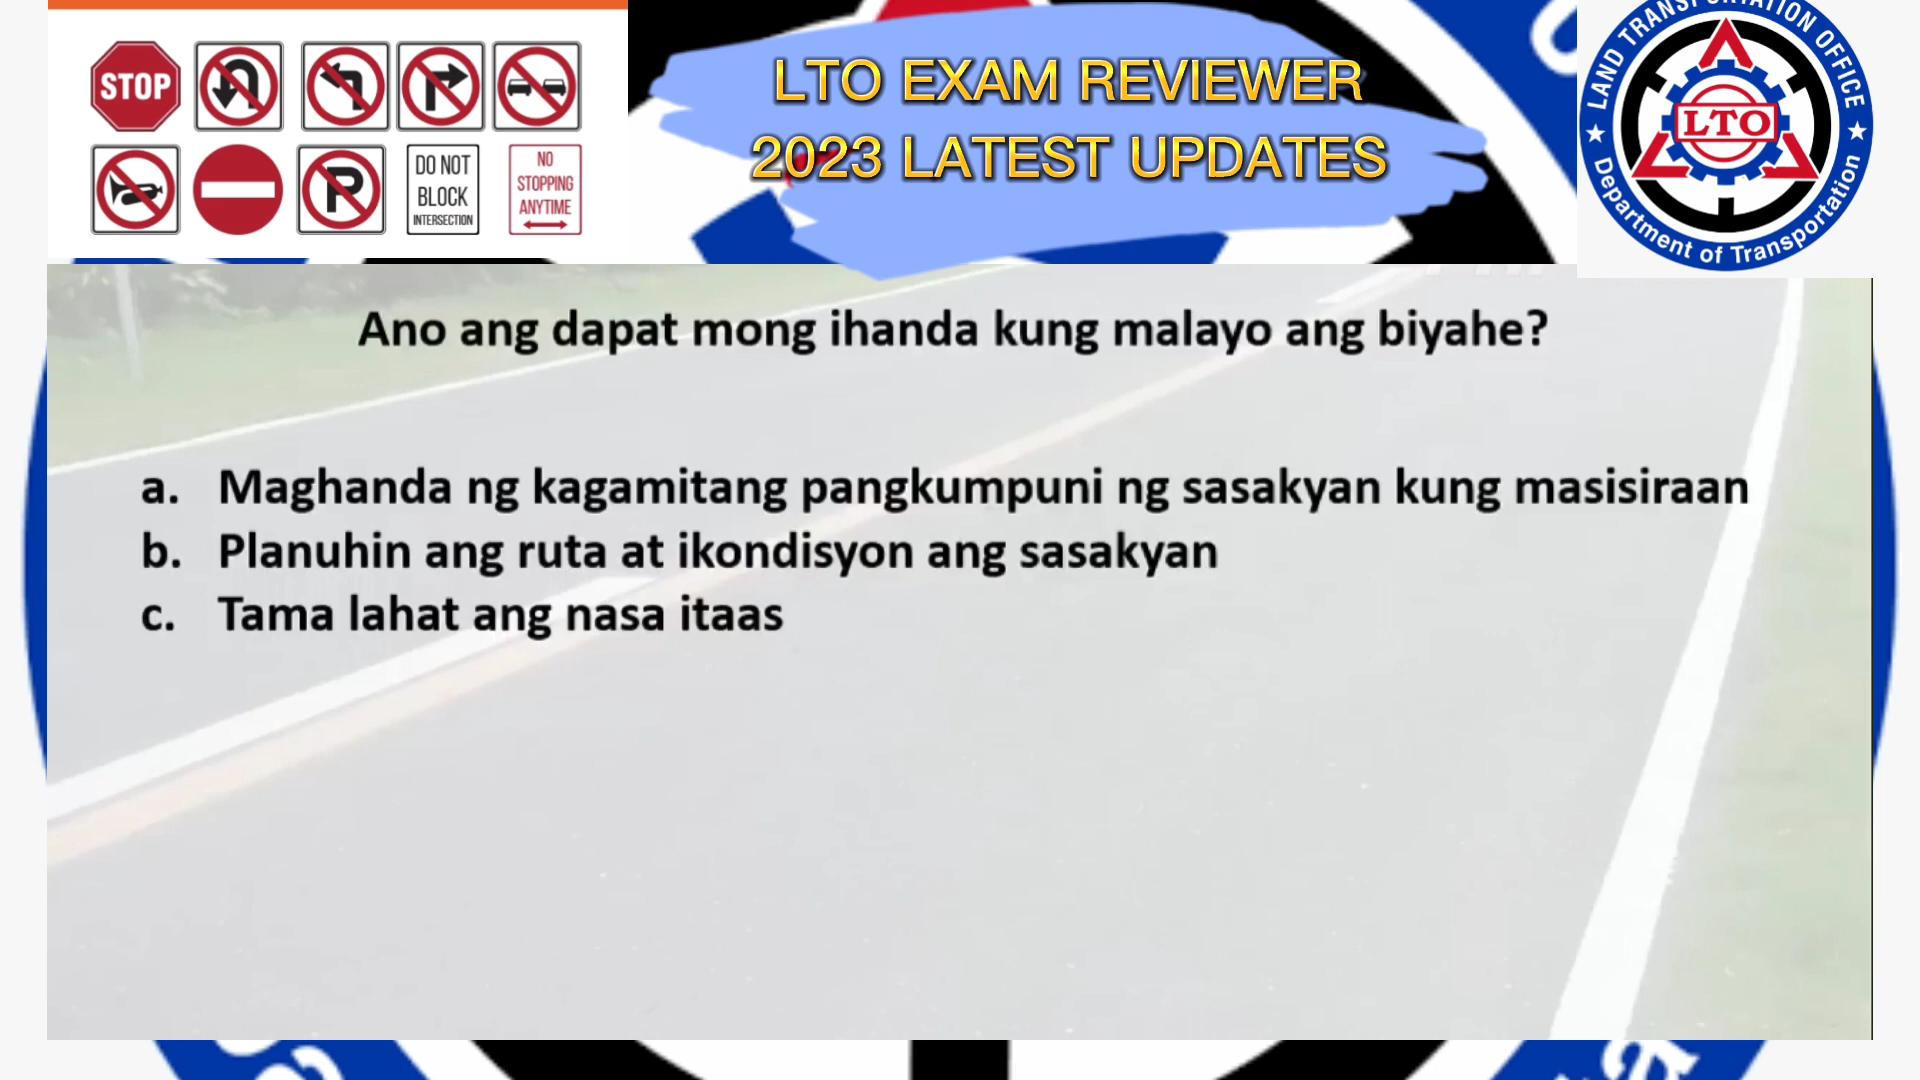 STOP
DO NOT
BLOCK
INTERSECTION
NO
STOPPING
ANYTIME
LTO EXAM REVIEWER
2023 LATEST UPDATES
LAND TRANSPORTATION OFFICE
LTO
Department of Transportation
Ano ang dapat mong ihanda kung malayo ang biyahe?
a. Maghanda ng kagamitang pangkumpuni ng sasakyan kung masisiraan
b. Planuhin ang ruta at ikondisyon ang sasakyan
c. Tama lahat ang nasa itaas